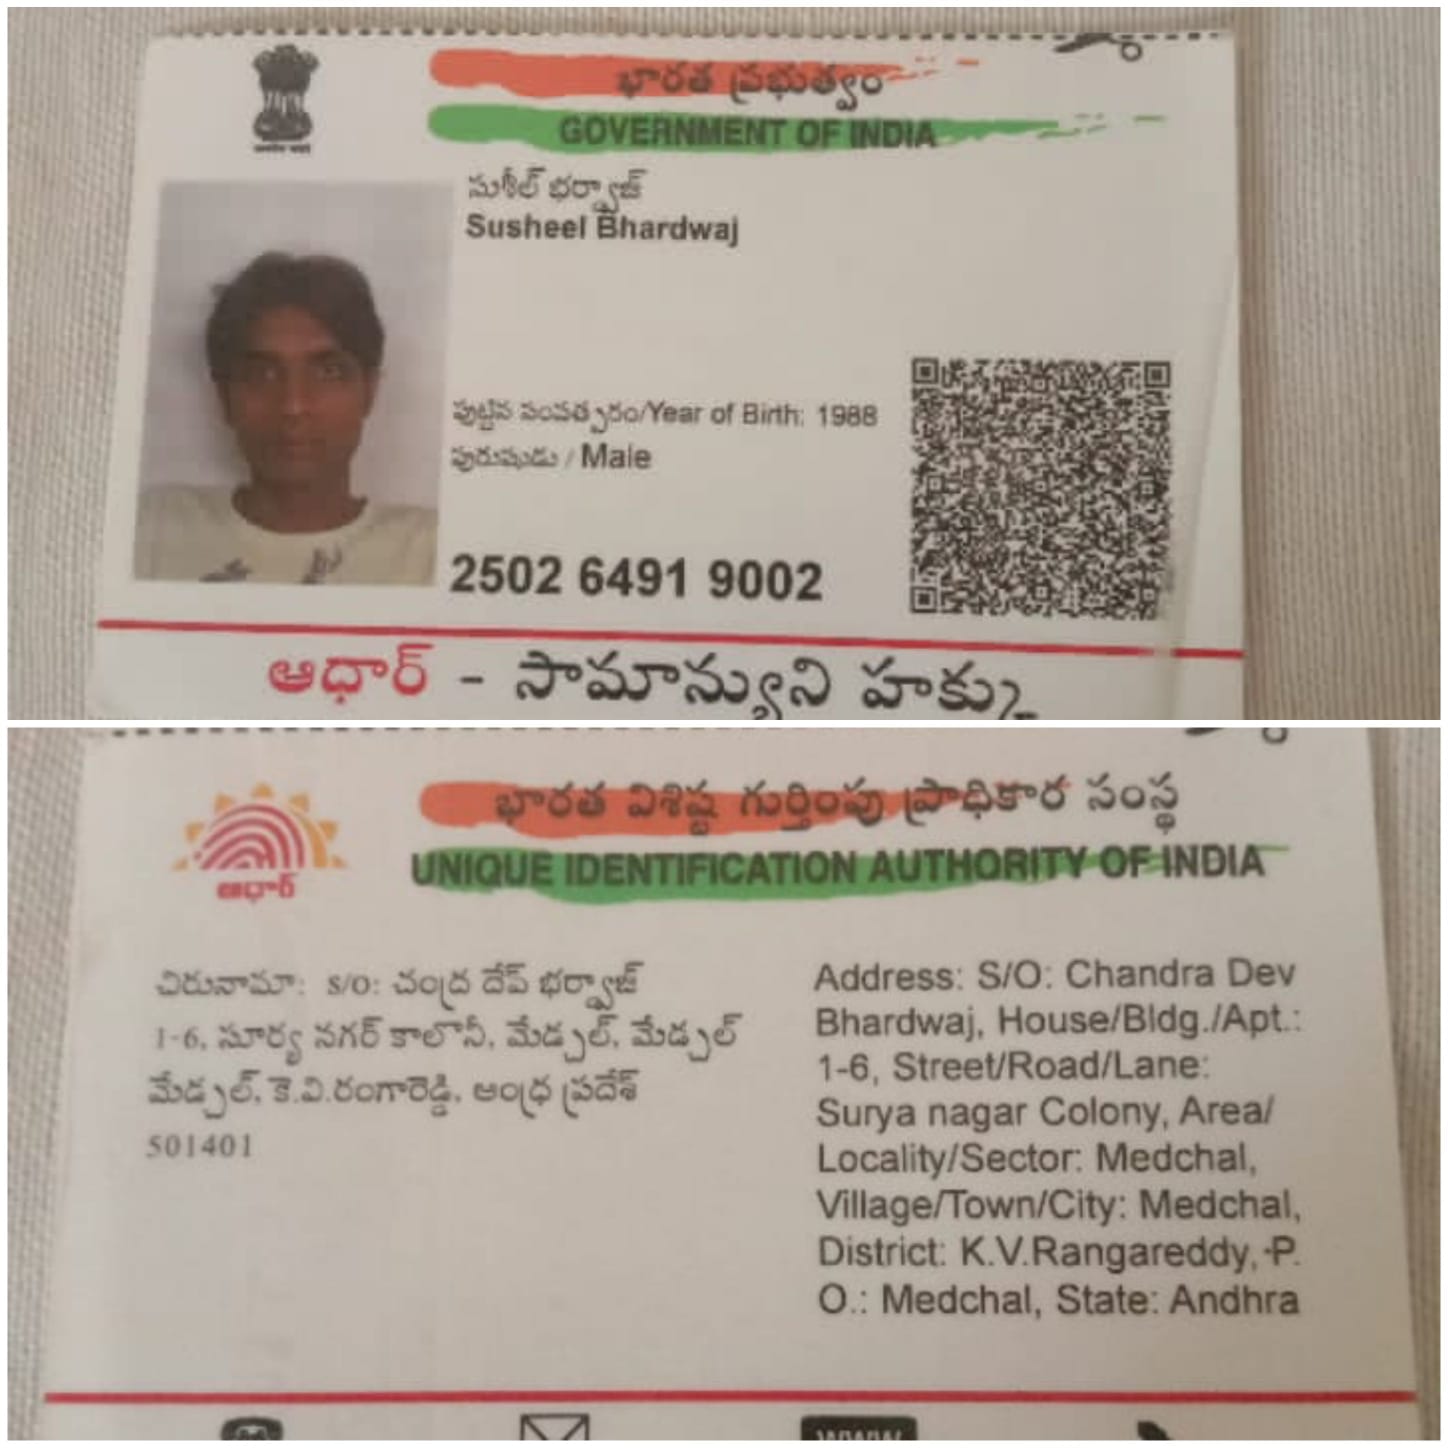 భారత ప్రభుత్వం
GOVERNMENT OF INDIA
సుశీల్ భర్ద్వాజ్
Susheel Bhardwaj
పుట్టిన సంవత్సరం/Year of Birth: 1988
పురుషుడు / Male
2502 6491 9002
ఆధార్ - సామాన్యుని హక్కు
భారత విశిష్ట గుర్తింపు ప్రాధికార సంస్థ
UNIQUE IDENTIFICATION AUTHORITY OF INDIA
ఆధార్
చిరునామా: S/O: చంద్ర దేవ్ భర్ద్వాజ్
1-6, సూర్య నగర్ కాలొనీ, మేడ్చల్, మేడ్చల్
మేడ్చల్, కె.వి.రంగారెడ్డి, ఆంధ్ర ప్రదేశ్
501401
Address: S/O: Chandra Dev
Bhardwaj, House/Bldg./Apt.:
1-6, Street/Road/Lane:
Surya nagar Colony, Area/
Locality/Sector: Medchal,
Village/Town/City: Medchal,
District: K.V.Rangareddy, P.
O.: Medchal, State: Andhra
WWW